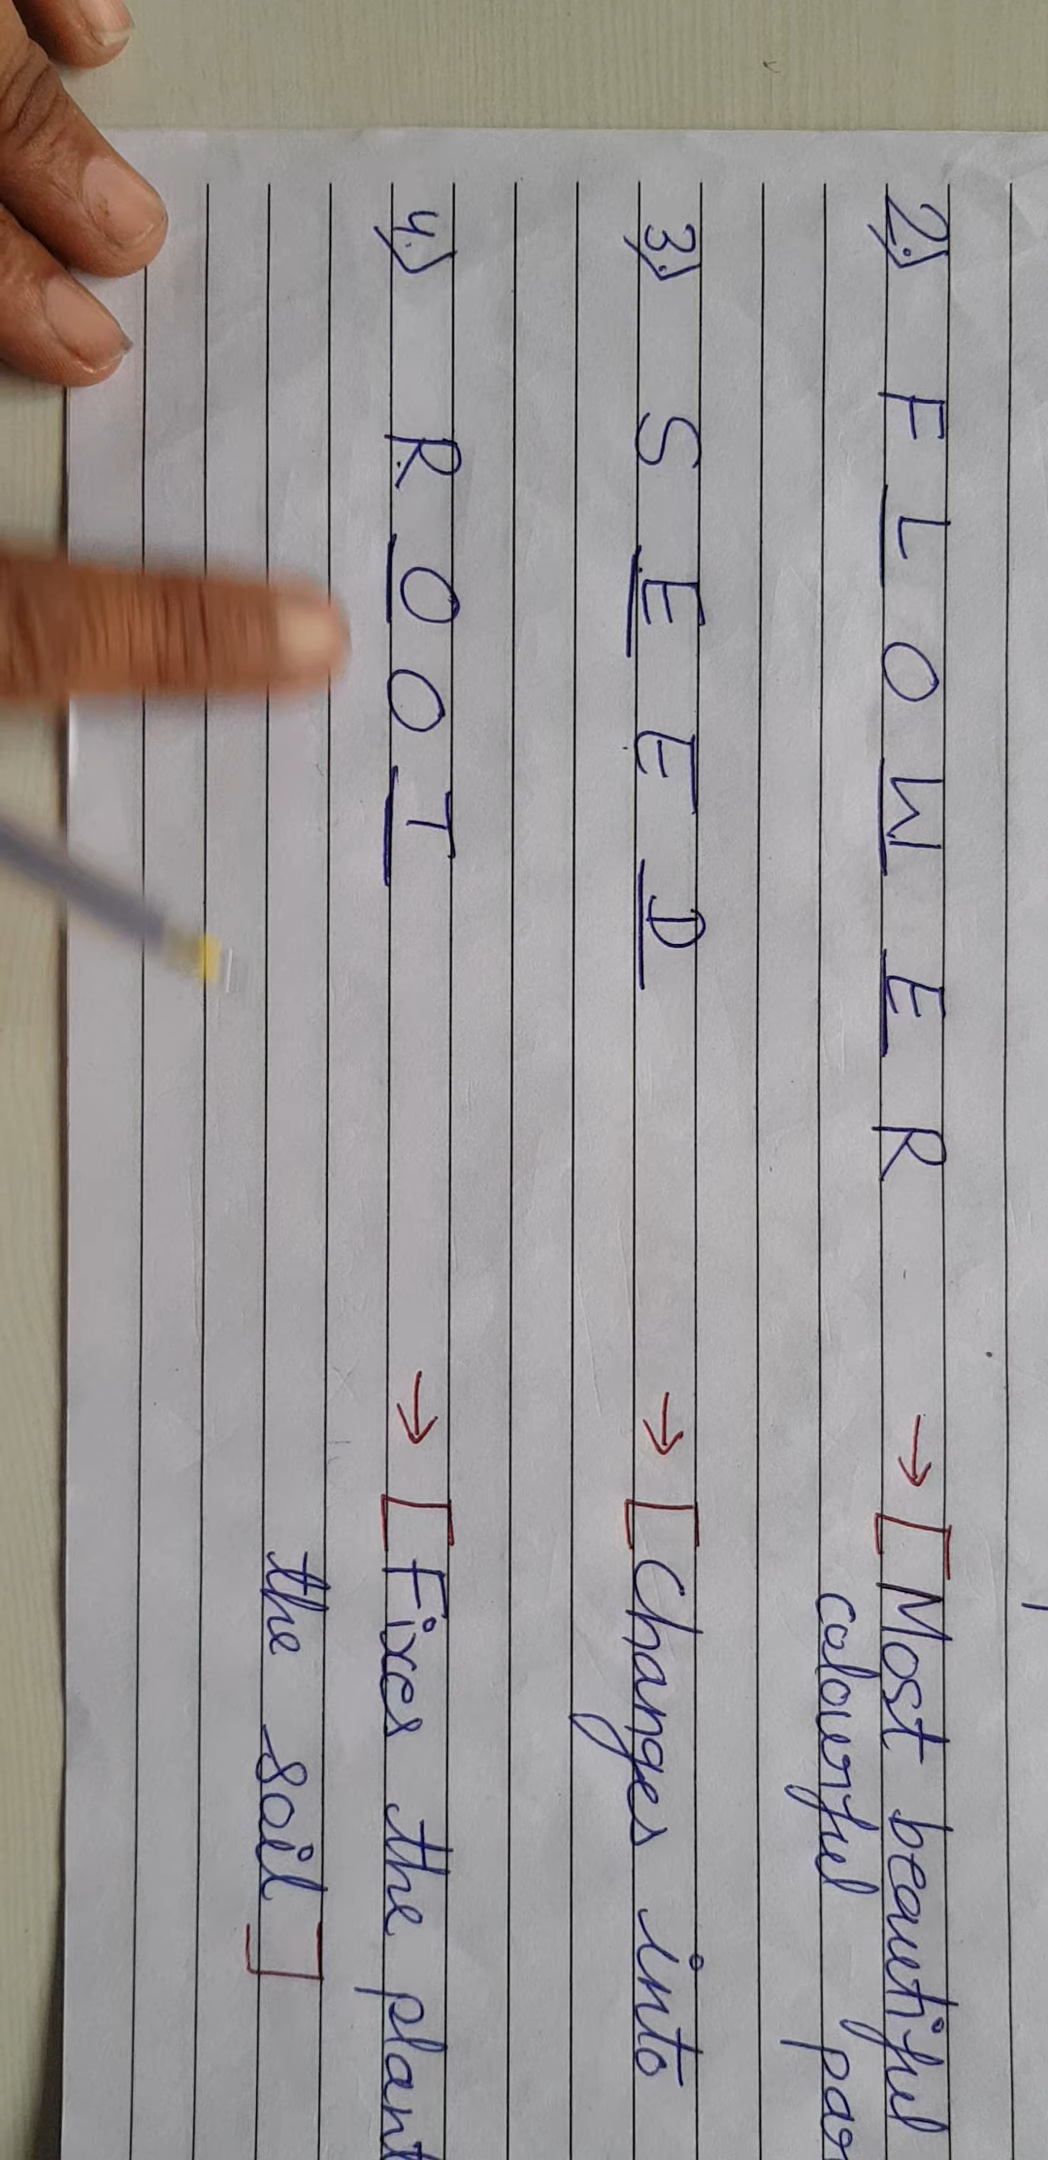 2.) F L O W E R → [Most beautiful
colourful
3.) S E E D → [Changes into
4.) R O O T → [Fixes the plant
the soil]